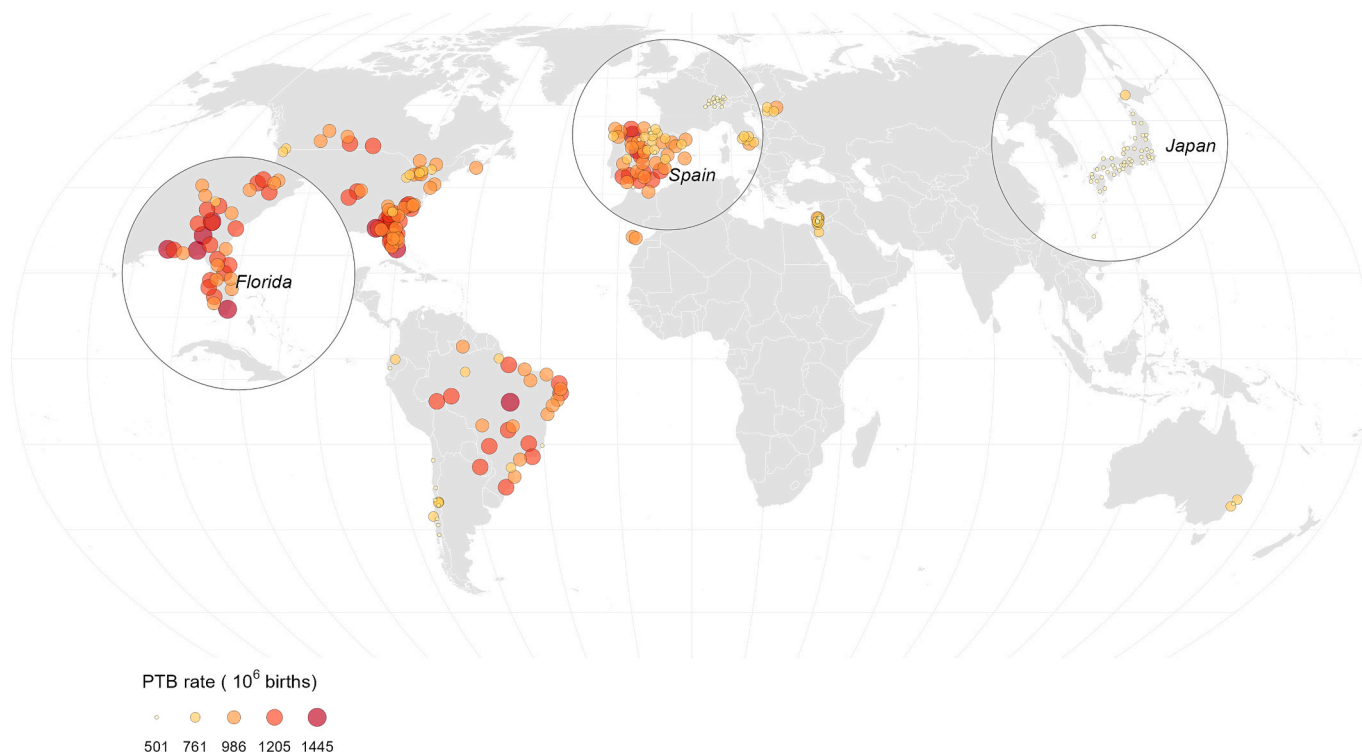 Japan
Spain
Florida
PTB rate ( 10⁶ births)
501 761 986 1205 1445